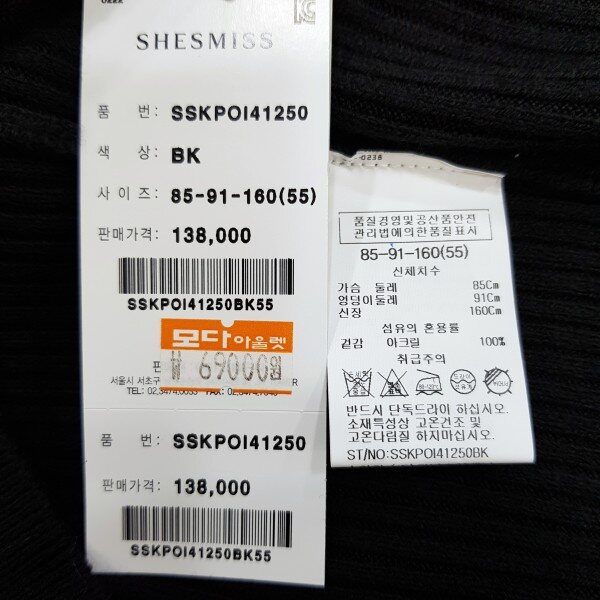 SHESMISS
품 번: SSKPOI41250
색 상: BK
사 이 즈: 85-91-160(55)
판매가격: 138,000
SSKPOI41250BK55
모다아울렛
₩ 69000원
서울시 서초구
품 번: SSKPOI41250
판매가격: 138,000
SSKPOI41250BK55
-0238
품질경영및공산품안전
관리법에의한품질표시
85-91-160(55)
신체치수
가슴 둘레 85Cm
엉덩이둘레 91Cm
신장 160Cm
섬유의 혼용률
겉감 아크릴 100%
취급주의
반드시 단독드라이 하십시오.
소재특성상 고온건조 및
고온다림질 하지마십시오.
ST/NO:SSKPOI41250BK